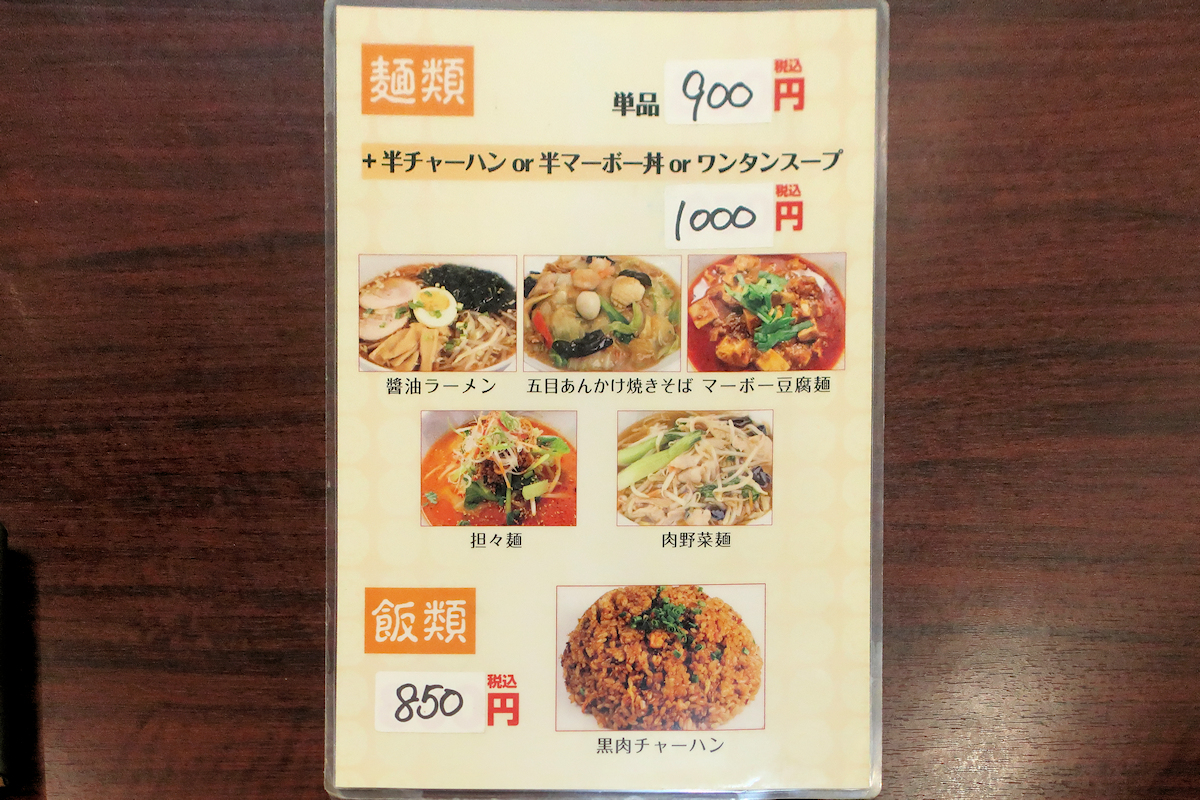 麺類
単品 900 税込 円
+半チャーハン or 半マーボー丼 or ワンタンスープ
1000 税込 円
醬油ラーメン 五目あんかけ焼きそば マーボー豆腐麺
担々麺 肉野菜麺
飯類
850 税込 円
黒肉チャーハン